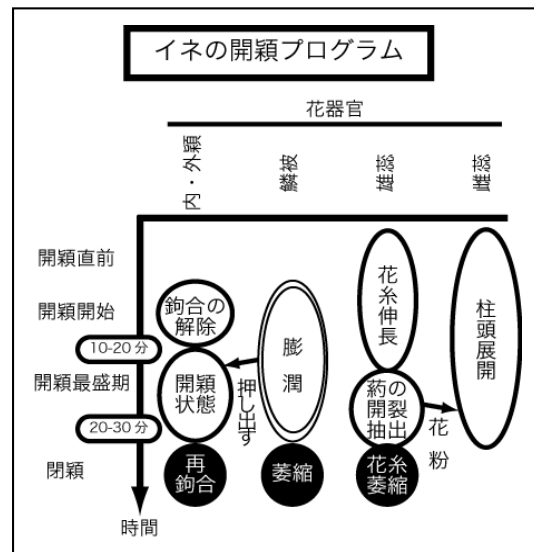 イネの開穎プログラム
花器官
内・外穎
鱗被
雄蕊
雌蕊
開穎直前
開穎開始
10-20 分
開穎最盛期
20-30 分
閉穎
時間
鉤合の
解除
開穎
状態
再
鉤合
膨潤
押し出す
萎縮
花糸伸長
葯の
開裂
抽出
花粉
花糸
萎縮
柱頭展開